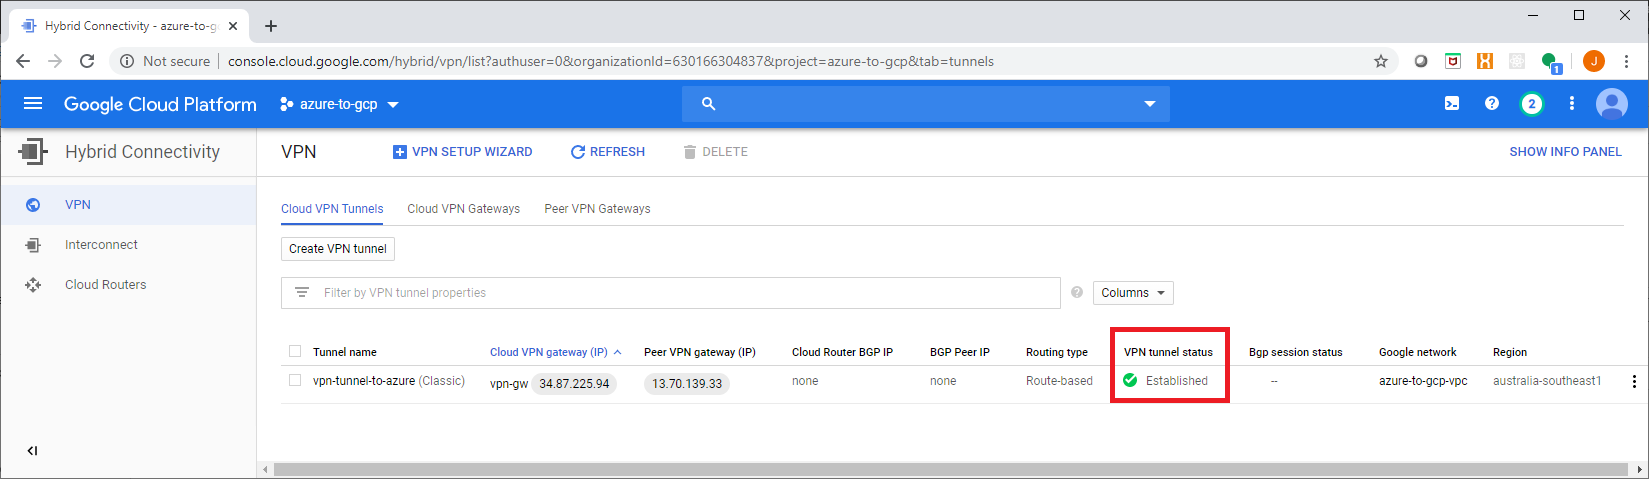 Hybrid Connectivity - azure-to-g
Not secure | console.cloud.google.com/hybrid/vpn/list?authuser=0&organizationId=630166304837&project=azure-to-gcp&tab=tunnels
1
J
Google Cloud Platform azure-to-gcp
2
Hybrid Connectivity VPN VPN SETUP WIZARD REFRESH DELETE SHOW INFO PANEL
VPN
Interconnect
Cloud Routers
Cloud VPN Tunnels Cloud VPN Gateways Peer VPN Gateways
Create VPN tunnel
Filter by VPN tunnel properties Columns
Tunnel name Cloud VPN gateway (IP) Peer VPN gateway (IP) Cloud Router BGP IP BGP Peer IP Routing type VPN tunnel status Bgp session status Google network Region
vpn-tunnel-to-azure (Classic) vpn-gw 34.87.225.94 13.70.139.33 none none Route-based Established -- azure-to-gcp-vpc australia-southeast1